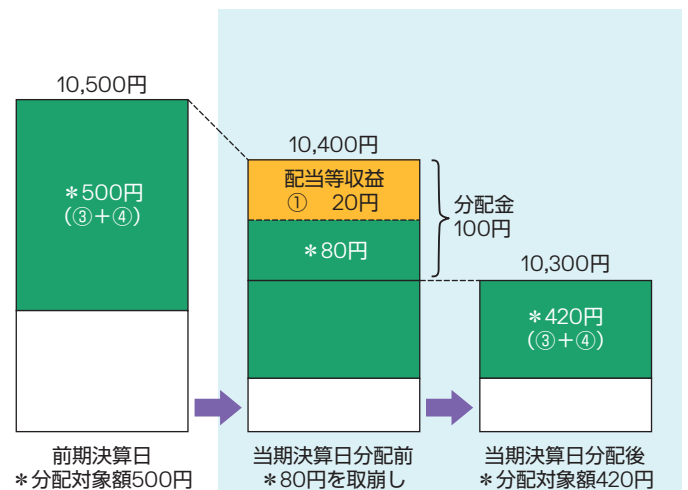 10,500円
＊500円
（③＋④）
前期決算日
＊分配対象額500円
10,400円
配当等収益
① 20円
＊80円
分配金
100円
当期決算日分配前
＊80円を取崩し
10,300円
＊420円
（③＋④）
当期決算日分配後
＊分配対象額420円